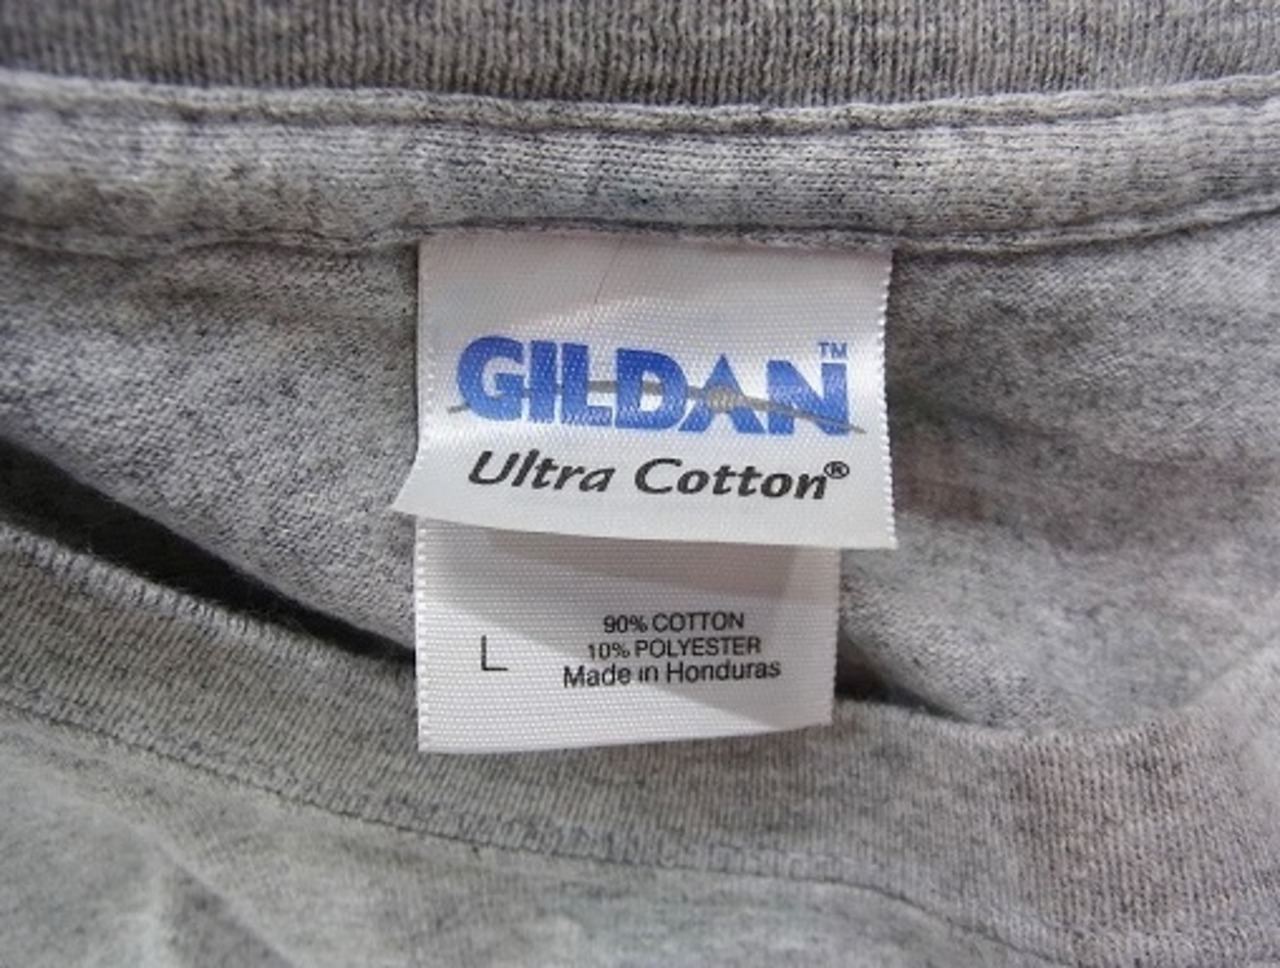 GILDAN™
Ultra Cotton®
L
90% COTTON
10% POLYESTER
Made in Honduras